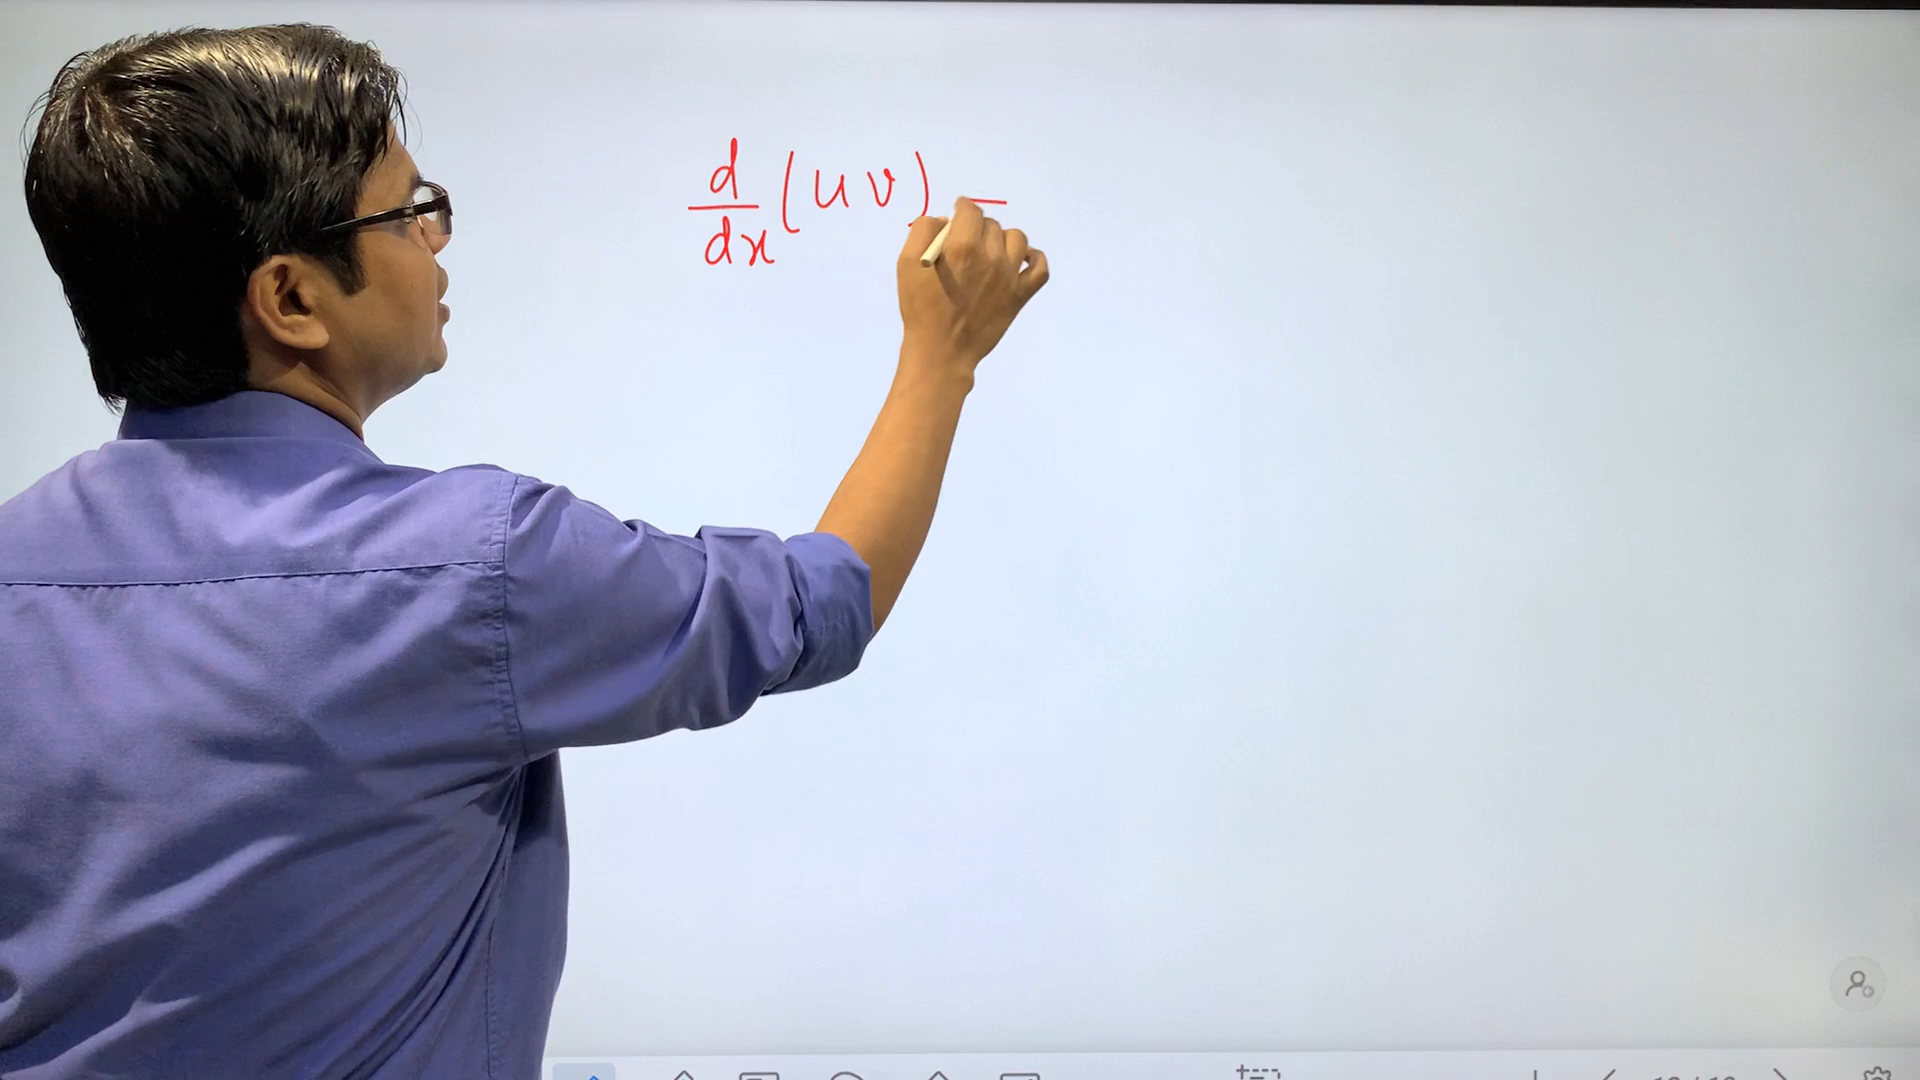 d/dx (uv) =